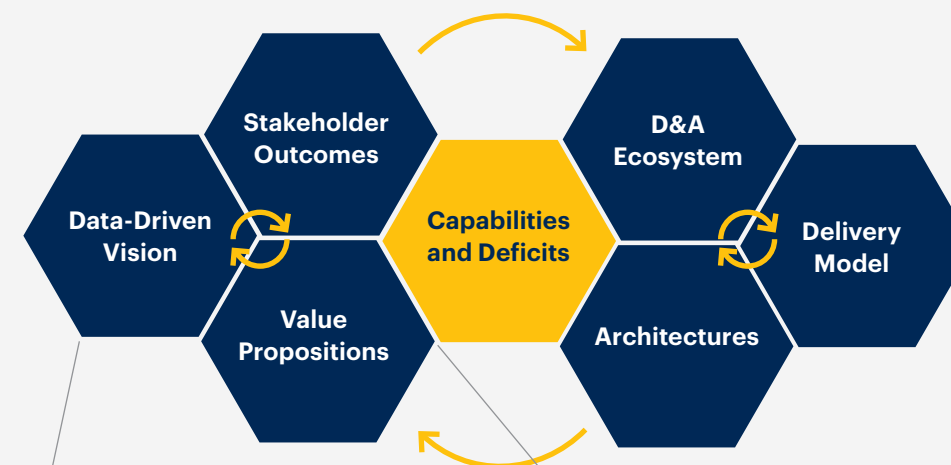 Stakeholder
Outcomes
D&A
Ecosystem
Data-Driven
Vision
Capabilities
and Deficits
Delivery
Model
Value
Propositions
Architectures